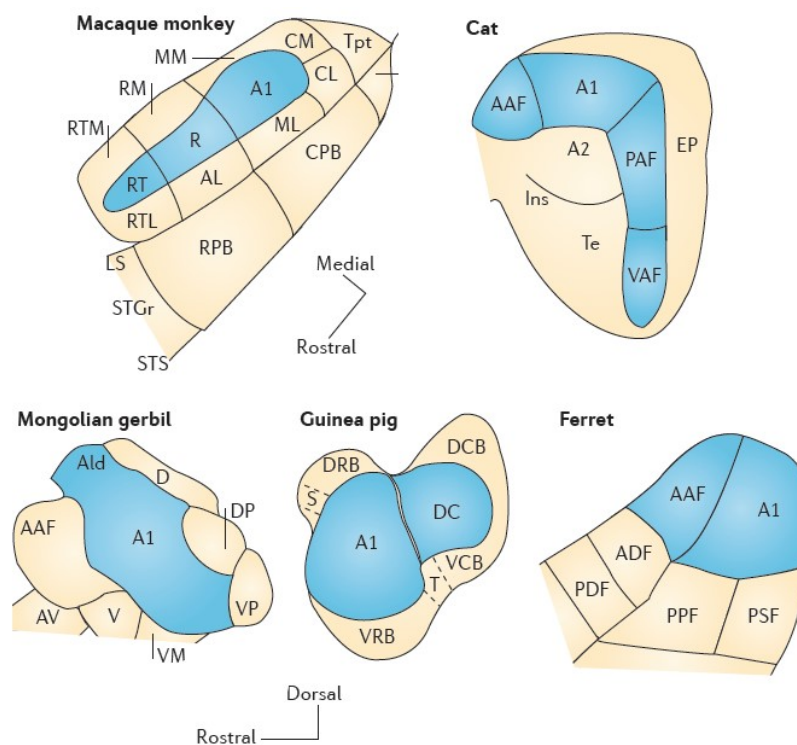 Macaque monkey
Cat
MM
CM
Tpt
RM
A1
CL
RTM
R
ML
CPB
RT
AL
RTL
RPB
LS
STGr
STS
Medial
Rostral
AAF
A1
A2
PAF
EP
Ins
Te
VAF
Mongolian gerbil
Guinea pig
Ferret
Ald
D
DP
AAF
A1
AV
V
VP
VM
DRB
DCB
S
DC
A1
VCB
T
VRB
AAF
A1
ADF
PDF
PPF
PSF
Dorsal
Rostral